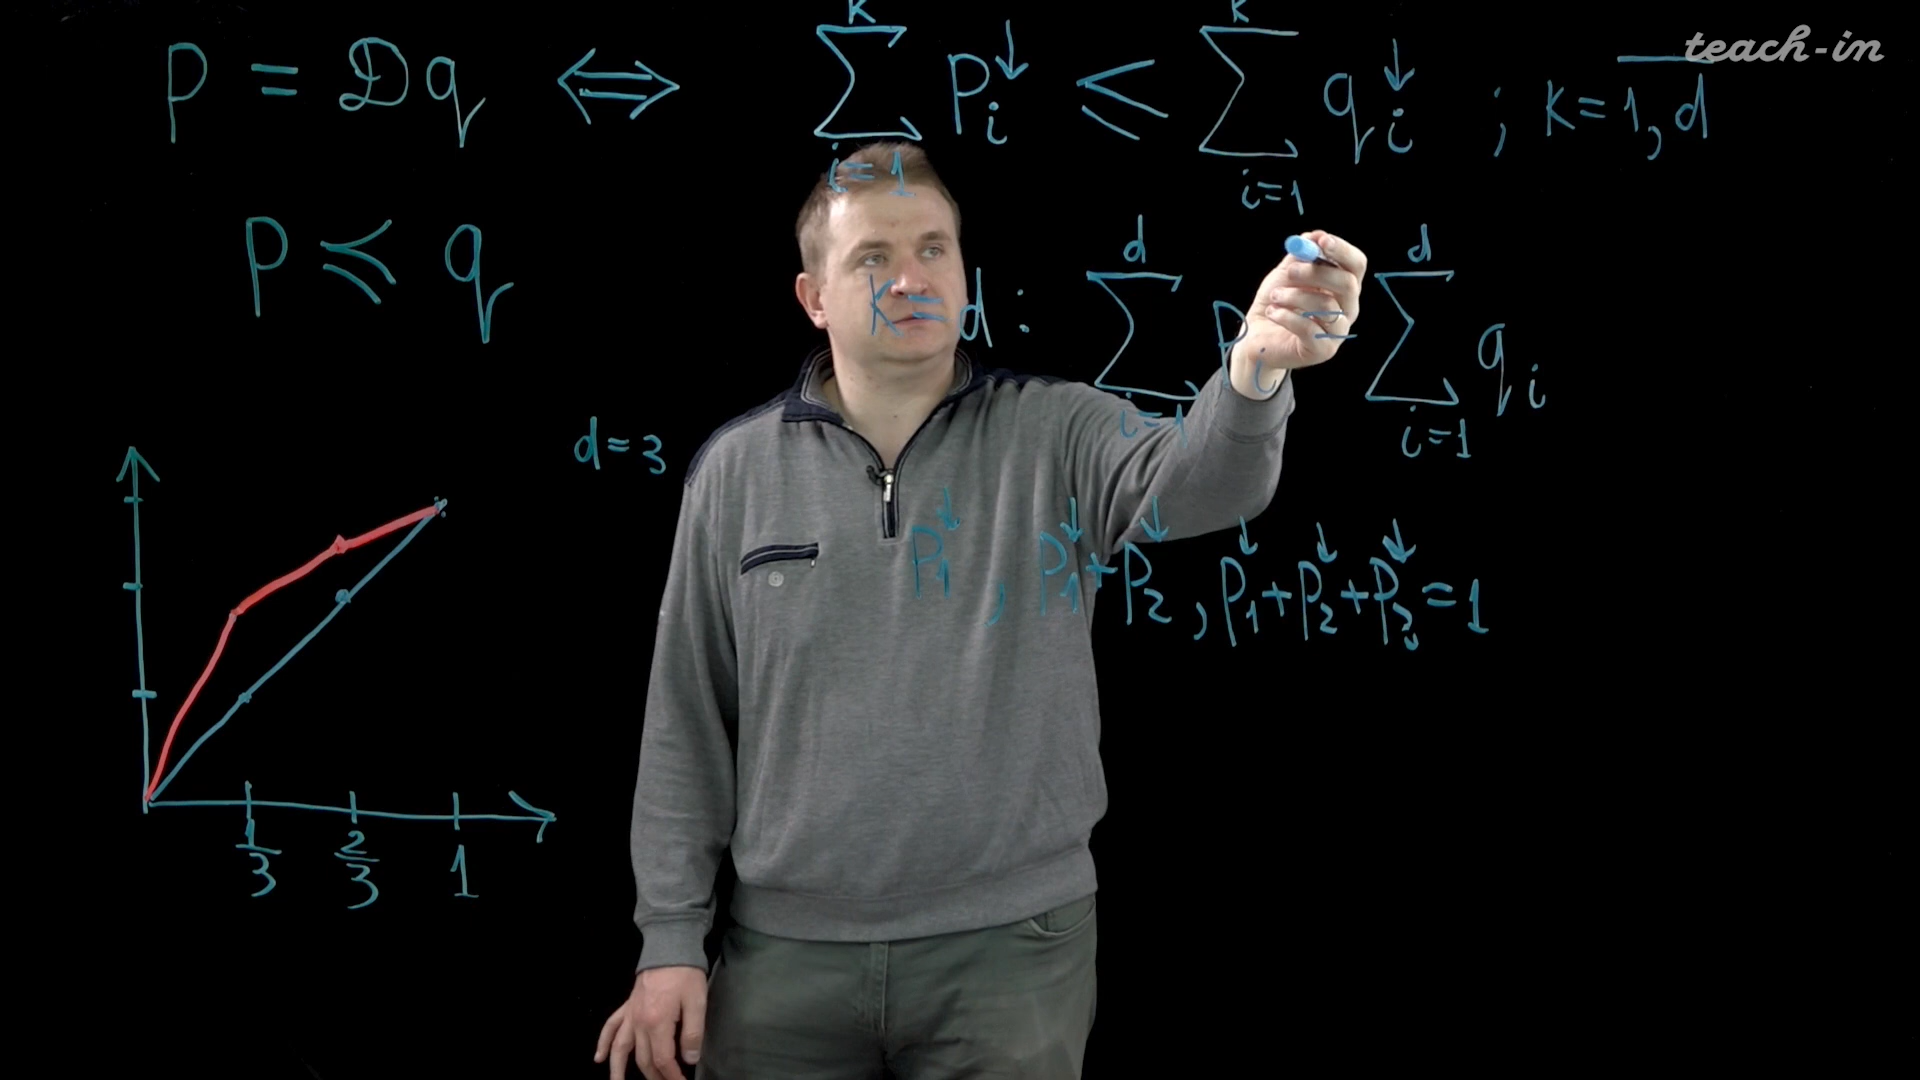 teach-in
p = 𝒟q ⟺ ∑_{i=1}^{K} p_i^↓ ⩽ ∑_{i=1}^{K} q_i^↓ ; K = \overline{1, d}
p ≼ q
K = d : ∑_{i=1}^{d} p_i = ∑_{i=1}^{d} q_i
d = 3
p_1^↓ , p_1^↓ + p_2^↓ , p_1^↓ + p_2^↓ + p_3^↓ = 1
1/3 2/3 1